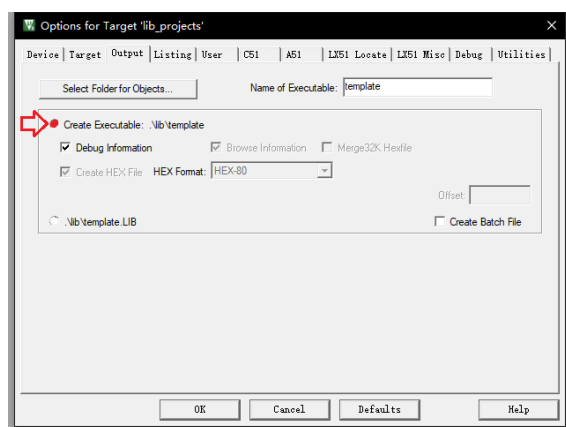 Options for Target 'lib_projects'
Device Target Output Listing User C51 A51 LX51 Locate LX51 Misc Debug Utilities
Select Folder for Objects... Name of Executable: template
Create Executable: .\lib\template
Debug Information Browse Information Merge32K Hexfile
Create HEX File HEX Format: HEX-80
Offset:
.\lib\template.LIB Create Batch File
OK Cancel Defaults Help